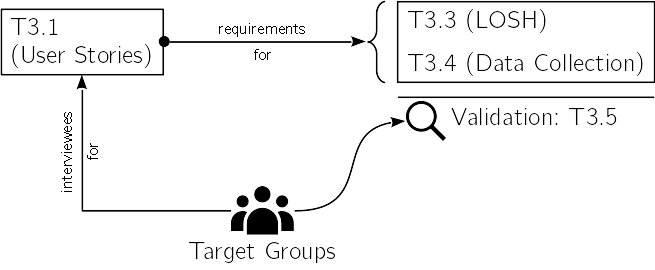 T3.1
(User Stories)
requirements
for
T3.3 (LOSH)
T3.4 (Data Collection)
Validation: T3.5
interviewees
for
Target Groups